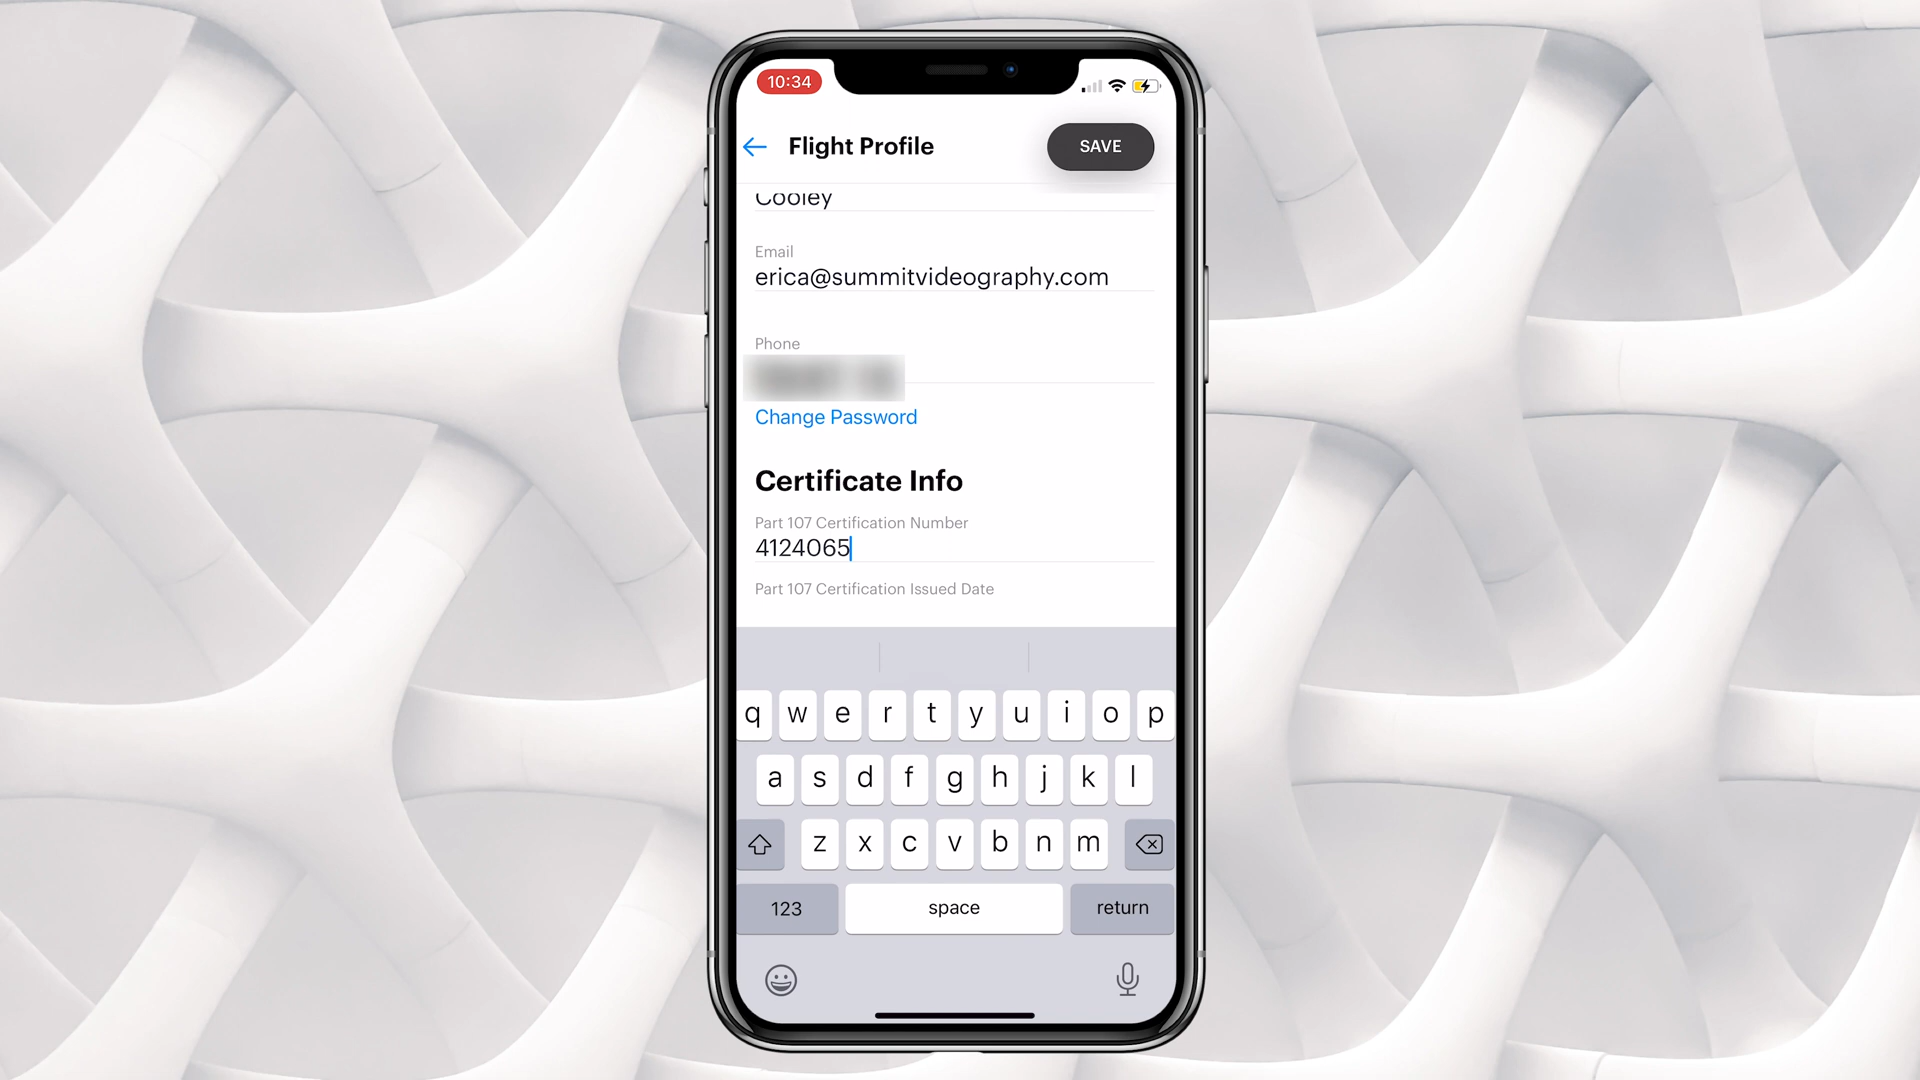 10:34
Flight Profile
SAVE
Cooley
Email
erica@summitvideography.com
Phone
Change Password
Certificate Info
Part 107 Certification Number
4124065
Part 107 Certification Issued Date
q w e r t y u i o p
a s d f g h j k l
z x c v b n m
123 space return